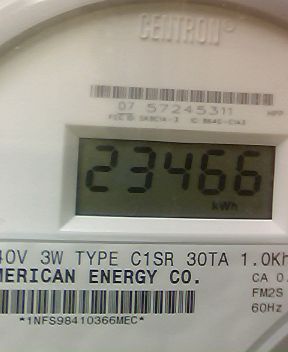 CENTRON®
07 57245311
23466
kWh
40V 3W TYPE C1SR 30TA 1.0Kh
MERICAN ENERGY CO.
CA 0.
FM2S
60Hz
*1NFS98410366MEC*